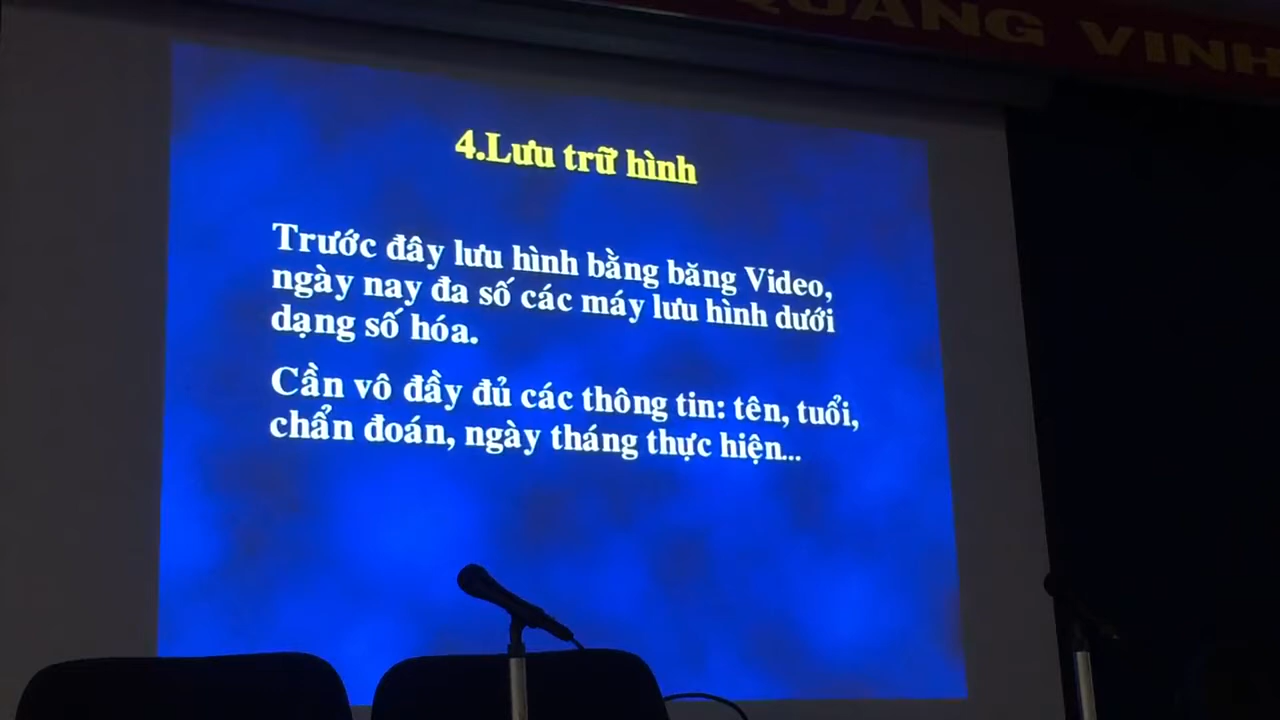 QUANG VINH
4.Lưu trữ hình
Trước đây lưu hình bằng băng Video,
ngày nay đa số các máy lưu hình dưới
dạng số hóa.
Cần vô đầy đủ các thông tin: tên, tuổi,
chẩn đoán, ngày tháng thực hiện...